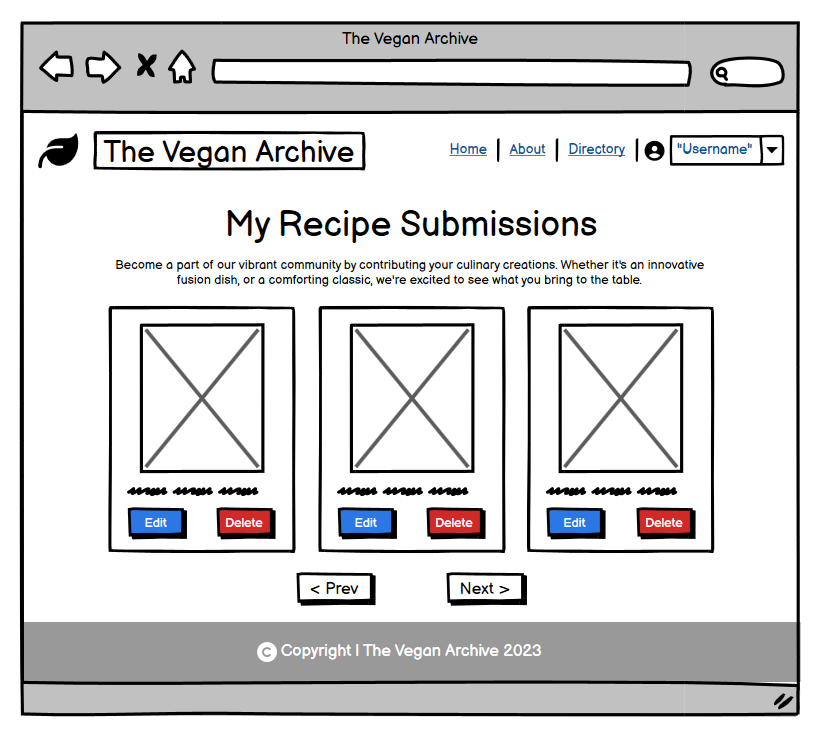 The Vegan Archive
The Vegan Archive
Home
About
Directory
"Username"
My Recipe Submissions
Become a part of our vibrant community by contributing your culinary creations. Whether it's an innovative
fusion dish, or a comforting classic, we're excited to see what you bring to the table.
Edit
Delete
Edit
Delete
Edit
Delete
< Prev
Next >
© Copyright | The Vegan Archive 2023